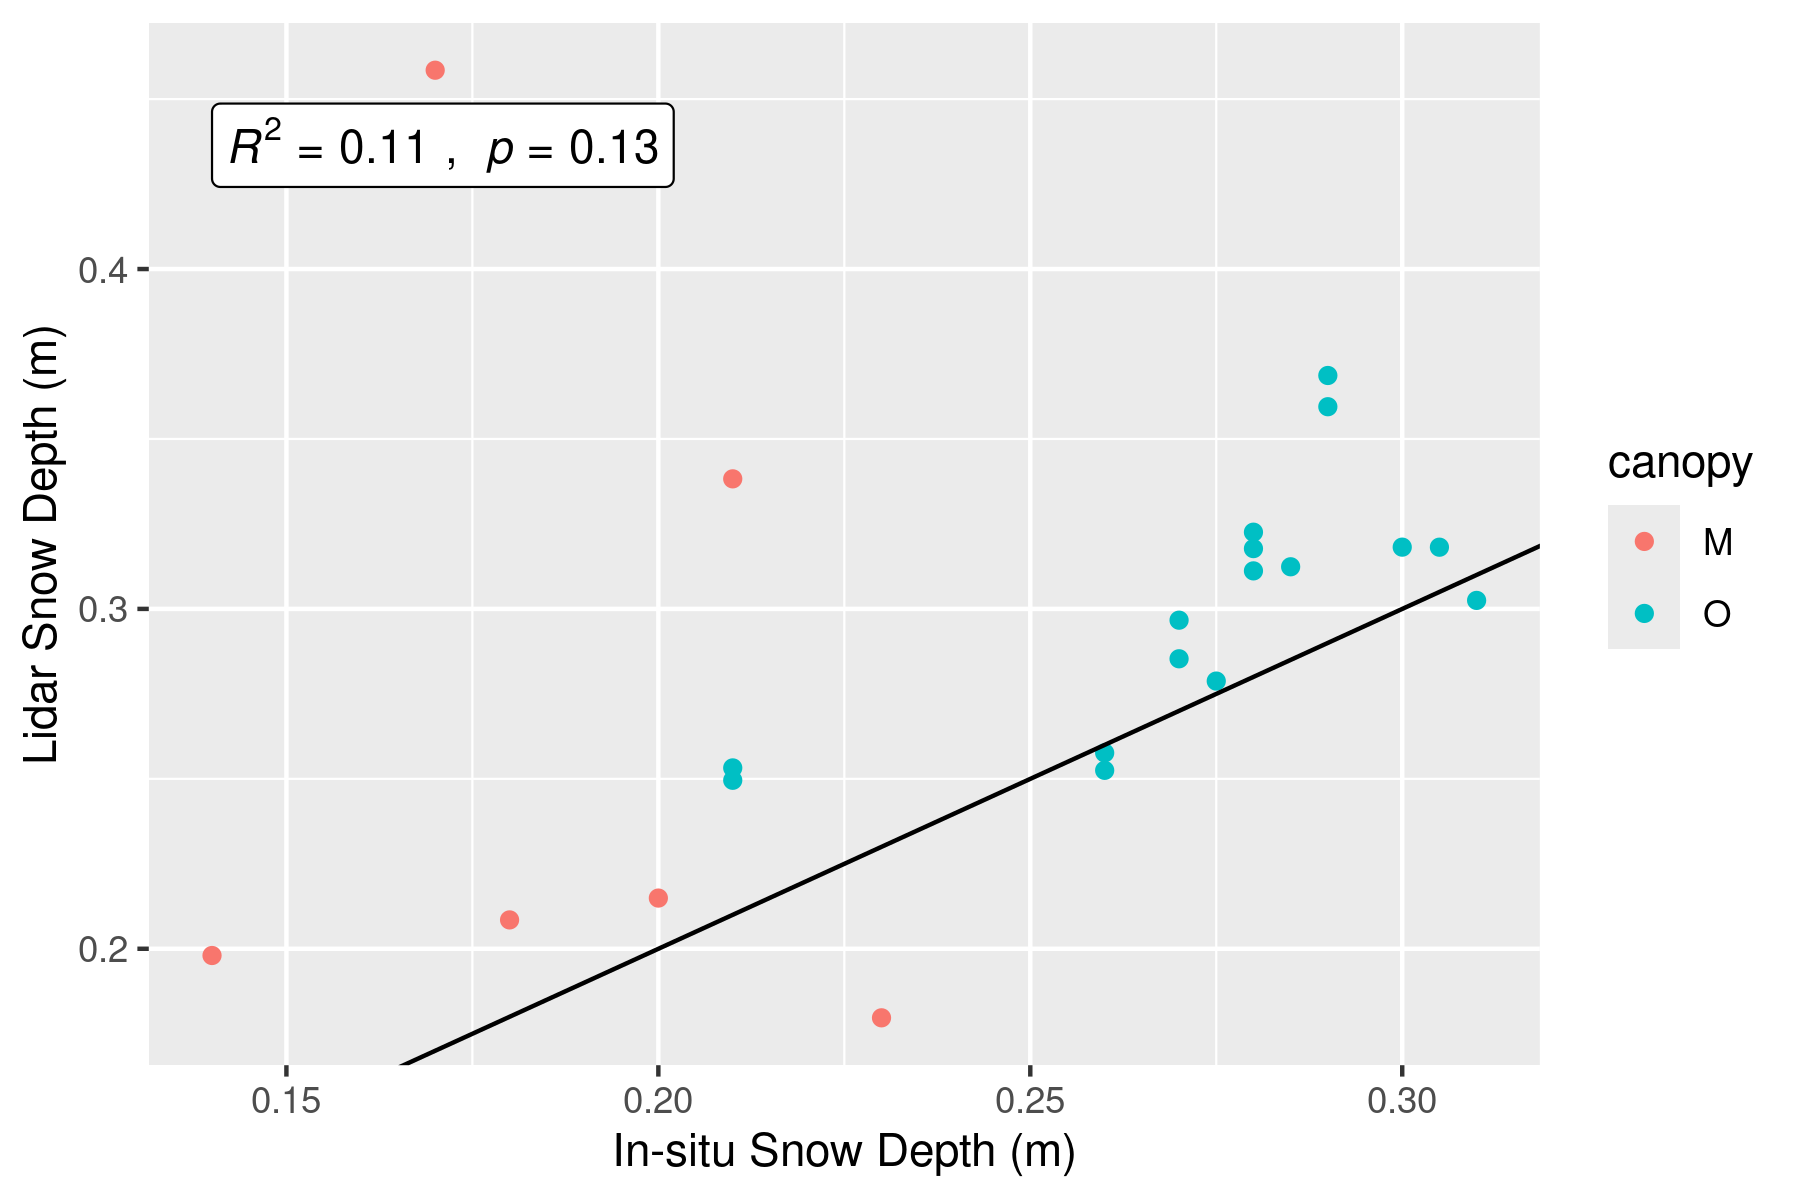 R² = 0.11 , p = 0.13
0.4
0.3
0.2
Lidar Snow Depth (m)
0.15 0.20 0.25 0.30
In-situ Snow Depth (m)
canopy
M
O